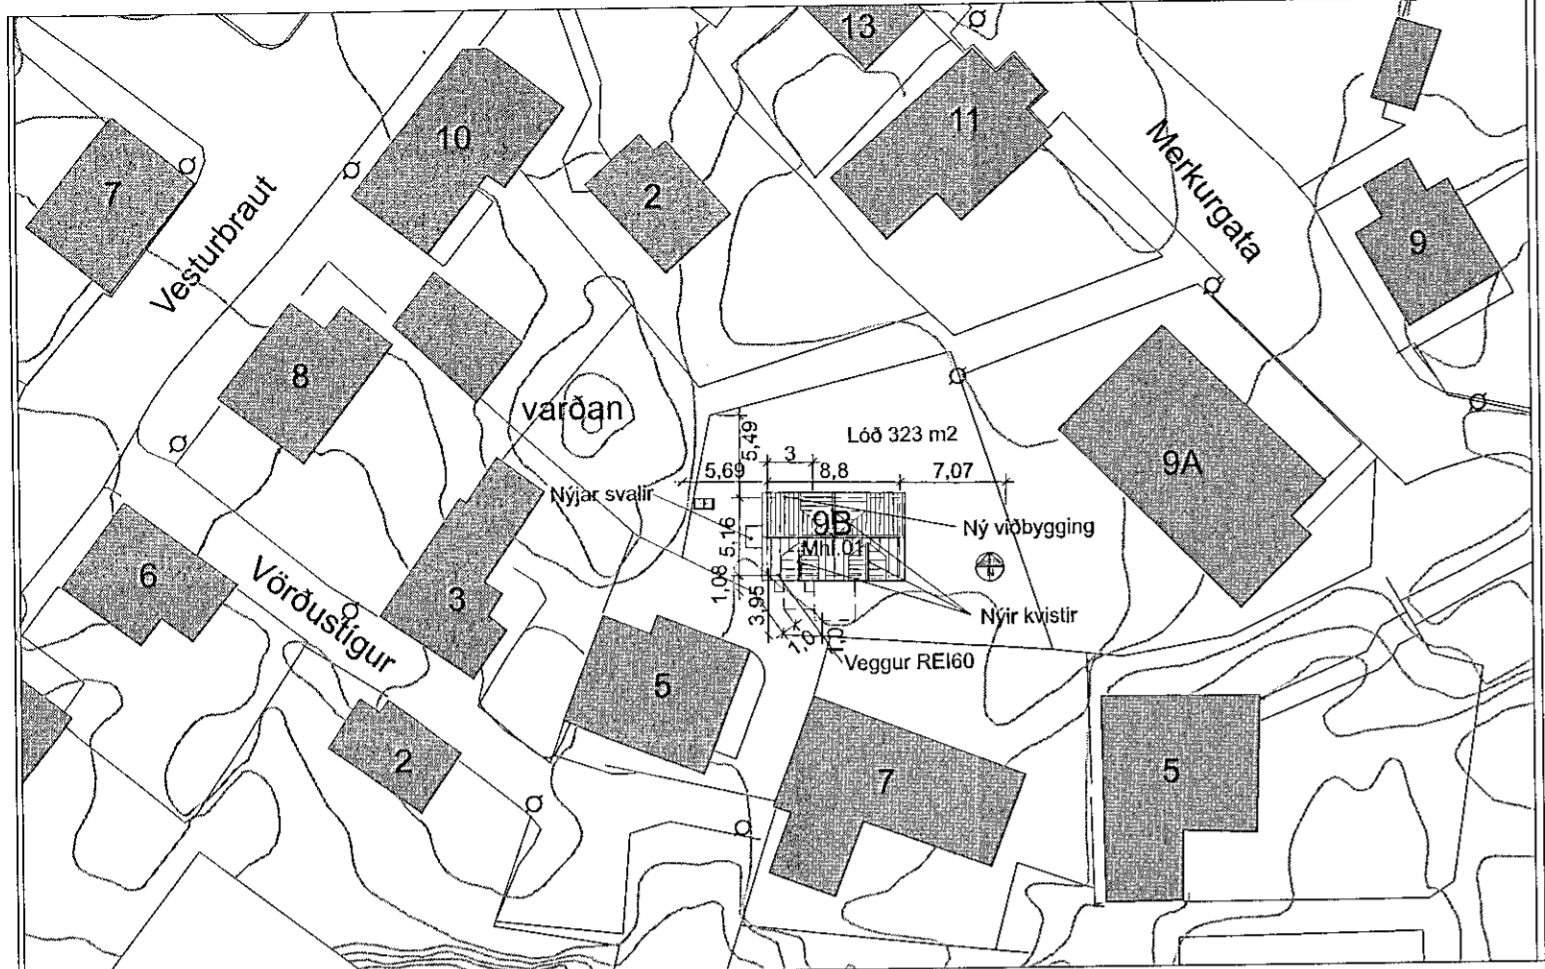 13
10
11
Merkurgata
7
2
Vesturbraut
9
8
varðan
Lóð 323 m2
5,49
3
5,69
8,8
7,07
9A
Nýjar svalir
9B
Ný viðbygging
Mhl.01
5,16
1,08
N
6
Vörðustígur
3
3,95
Nýir kvistir
1,0
1,0
Veggur REI60
5
2
7
5